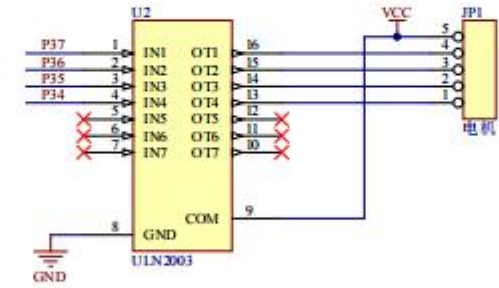 U2 VCC JP1
P37 1 IN1 OT1 16 5
P36 2 IN2 OT2 15 4
P35 3 IN3 OT3 14 3
P34 4 IN4 OT4 13 2
5 IN5 OT5 12 1
6 IN6 OT6 11
7 IN7 OT7 10
电机
COM 9
8 GND
ULN2003
GND